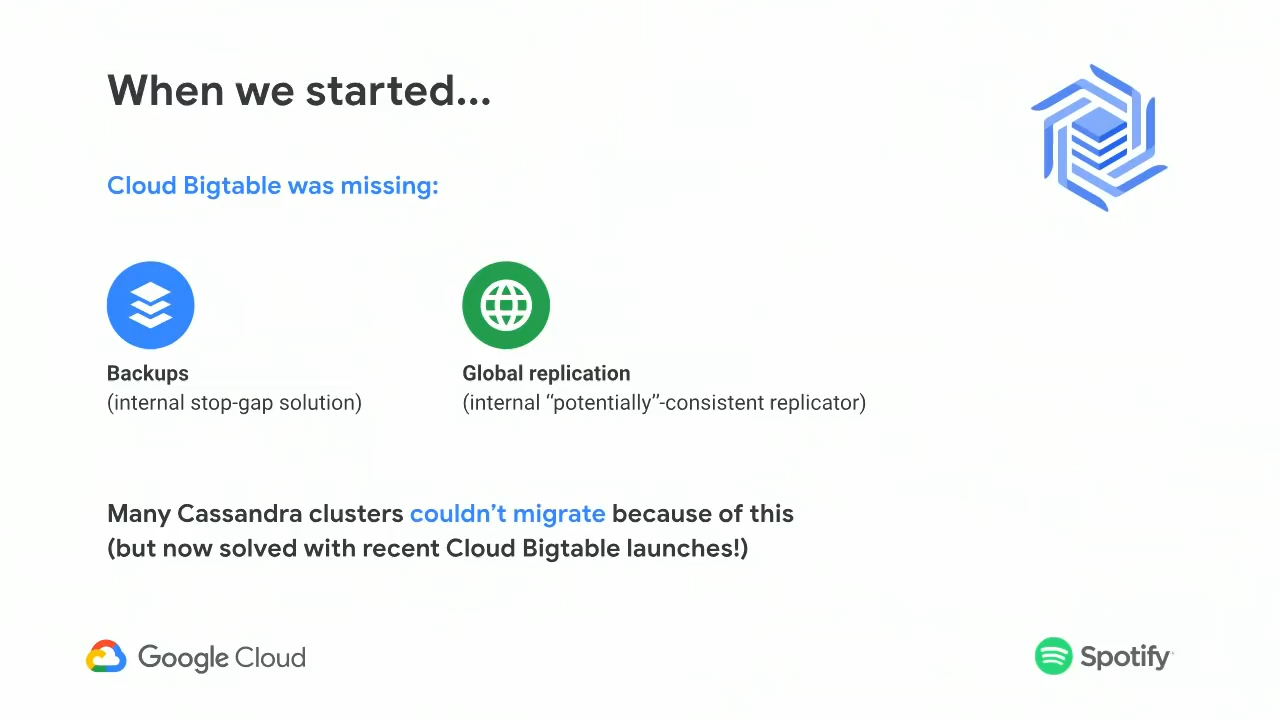 When we started...
Cloud Bigtable was missing:
Backups
(internal stop-gap solution)
Global replication
(internal “potentially”-consistent replicator)
Many Cassandra clusters couldn’t migrate because of this
(but now solved with recent Cloud Bigtable launches!)
Google Cloud
Spotify